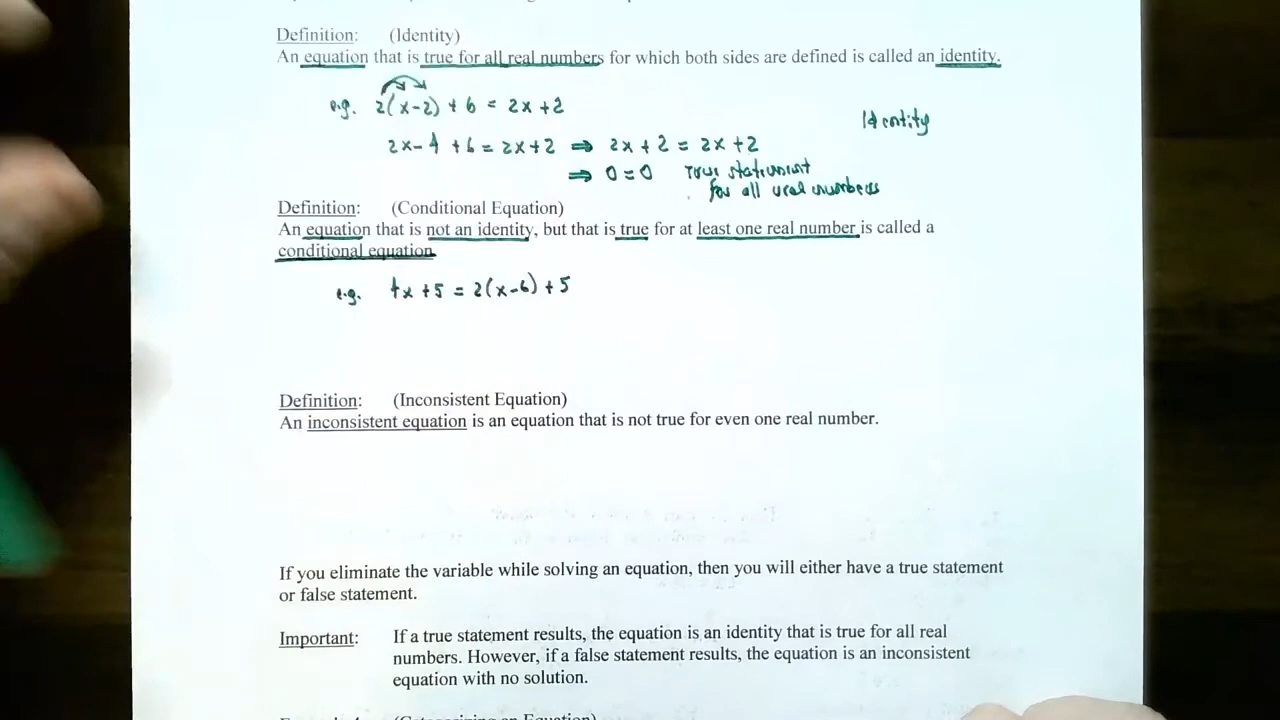 Definition: (Identity)
An equation that is true for all real numbers for which both sides are defined is called an identity.
e.g. 2(x-2) + 6 = 2x + 2
Identity
2x - 4 + 6 = 2x + 2 ⇒ 2x + 2 = 2x + 2
⇒ 0 = 0 True statement
for all real numbers
Definition: (Conditional Equation)
An equation that is not an identity, but that is true for at least one real number is called a
conditional equation.
e.g. 4x + 5 = 2(x-6) + 5
Definition: (Inconsistent Equation)
An inconsistent equation is an equation that is not true for even one real number.
If you eliminate the variable while solving an equation, then you will either have a true statement
or false statement.
Important: If a true statement results, the equation is an identity that is true for all real
numbers. However, if a false statement results, the equation is an inconsistent
equation with no solution.
(Categorizing an Equation)